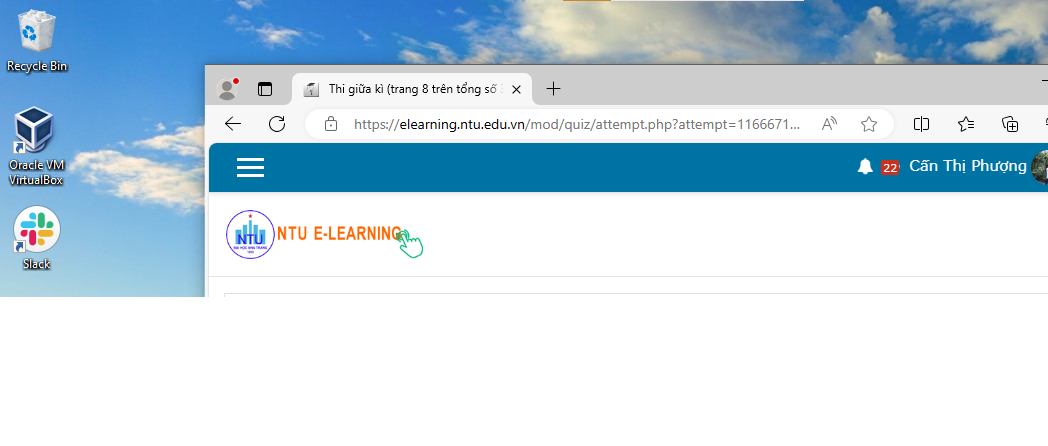 Recycle Bin
Oracle VM
VirtualBox
Slack
Thi giữa kì (trang 8 trên tổng số
https://elearning.ntu.edu.vn/mod/quiz/attempt.php?attempt=1166671...
22
Cấn Thị Phượng
NTU
NTU E-LEARNING